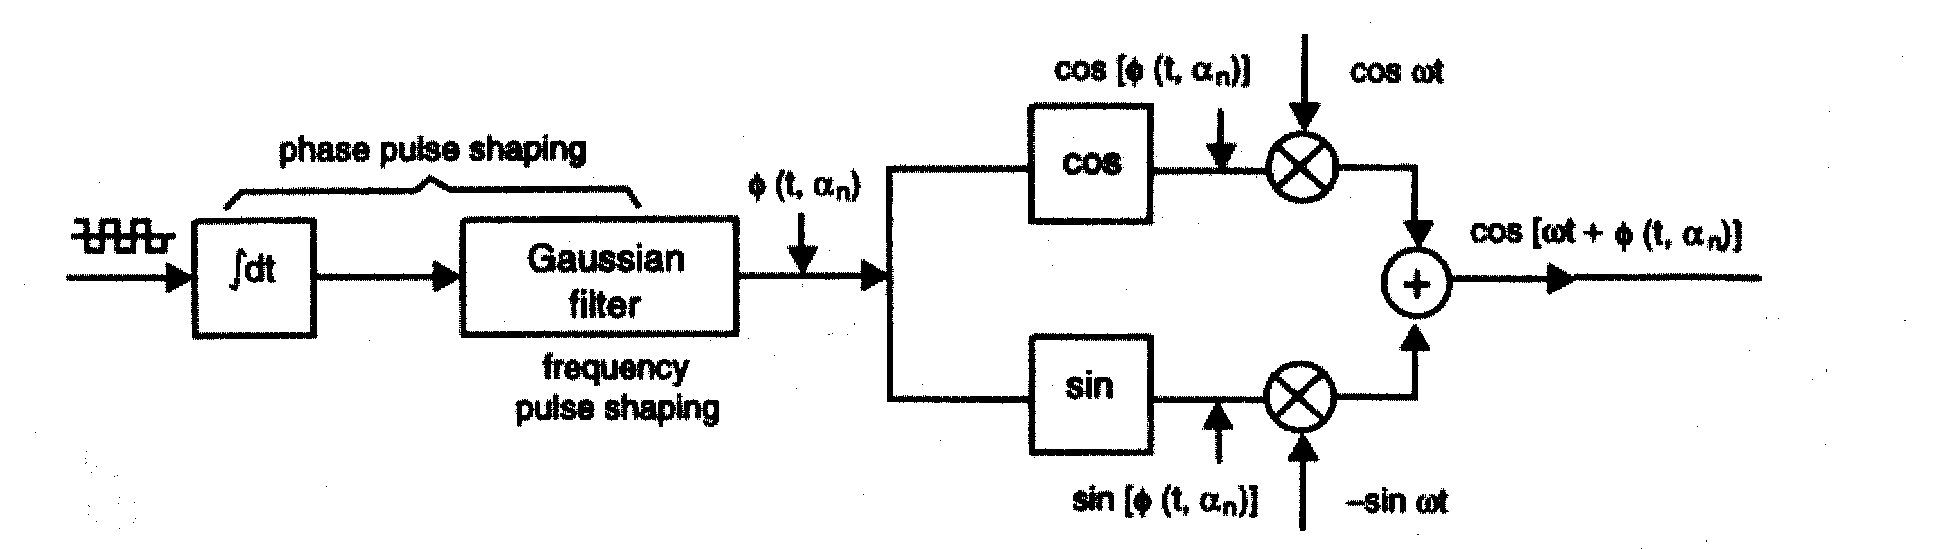 phase pulse shaping
∫dt
Gaussian
filter
frequency
pulse shaping
ϕ (t, αn)
cos [ϕ (t, αn)]
cos ωt
cos
cos [ωt + ϕ (t, αn)]
+
sin
sin [ϕ (t, αn)]
–sin ωt